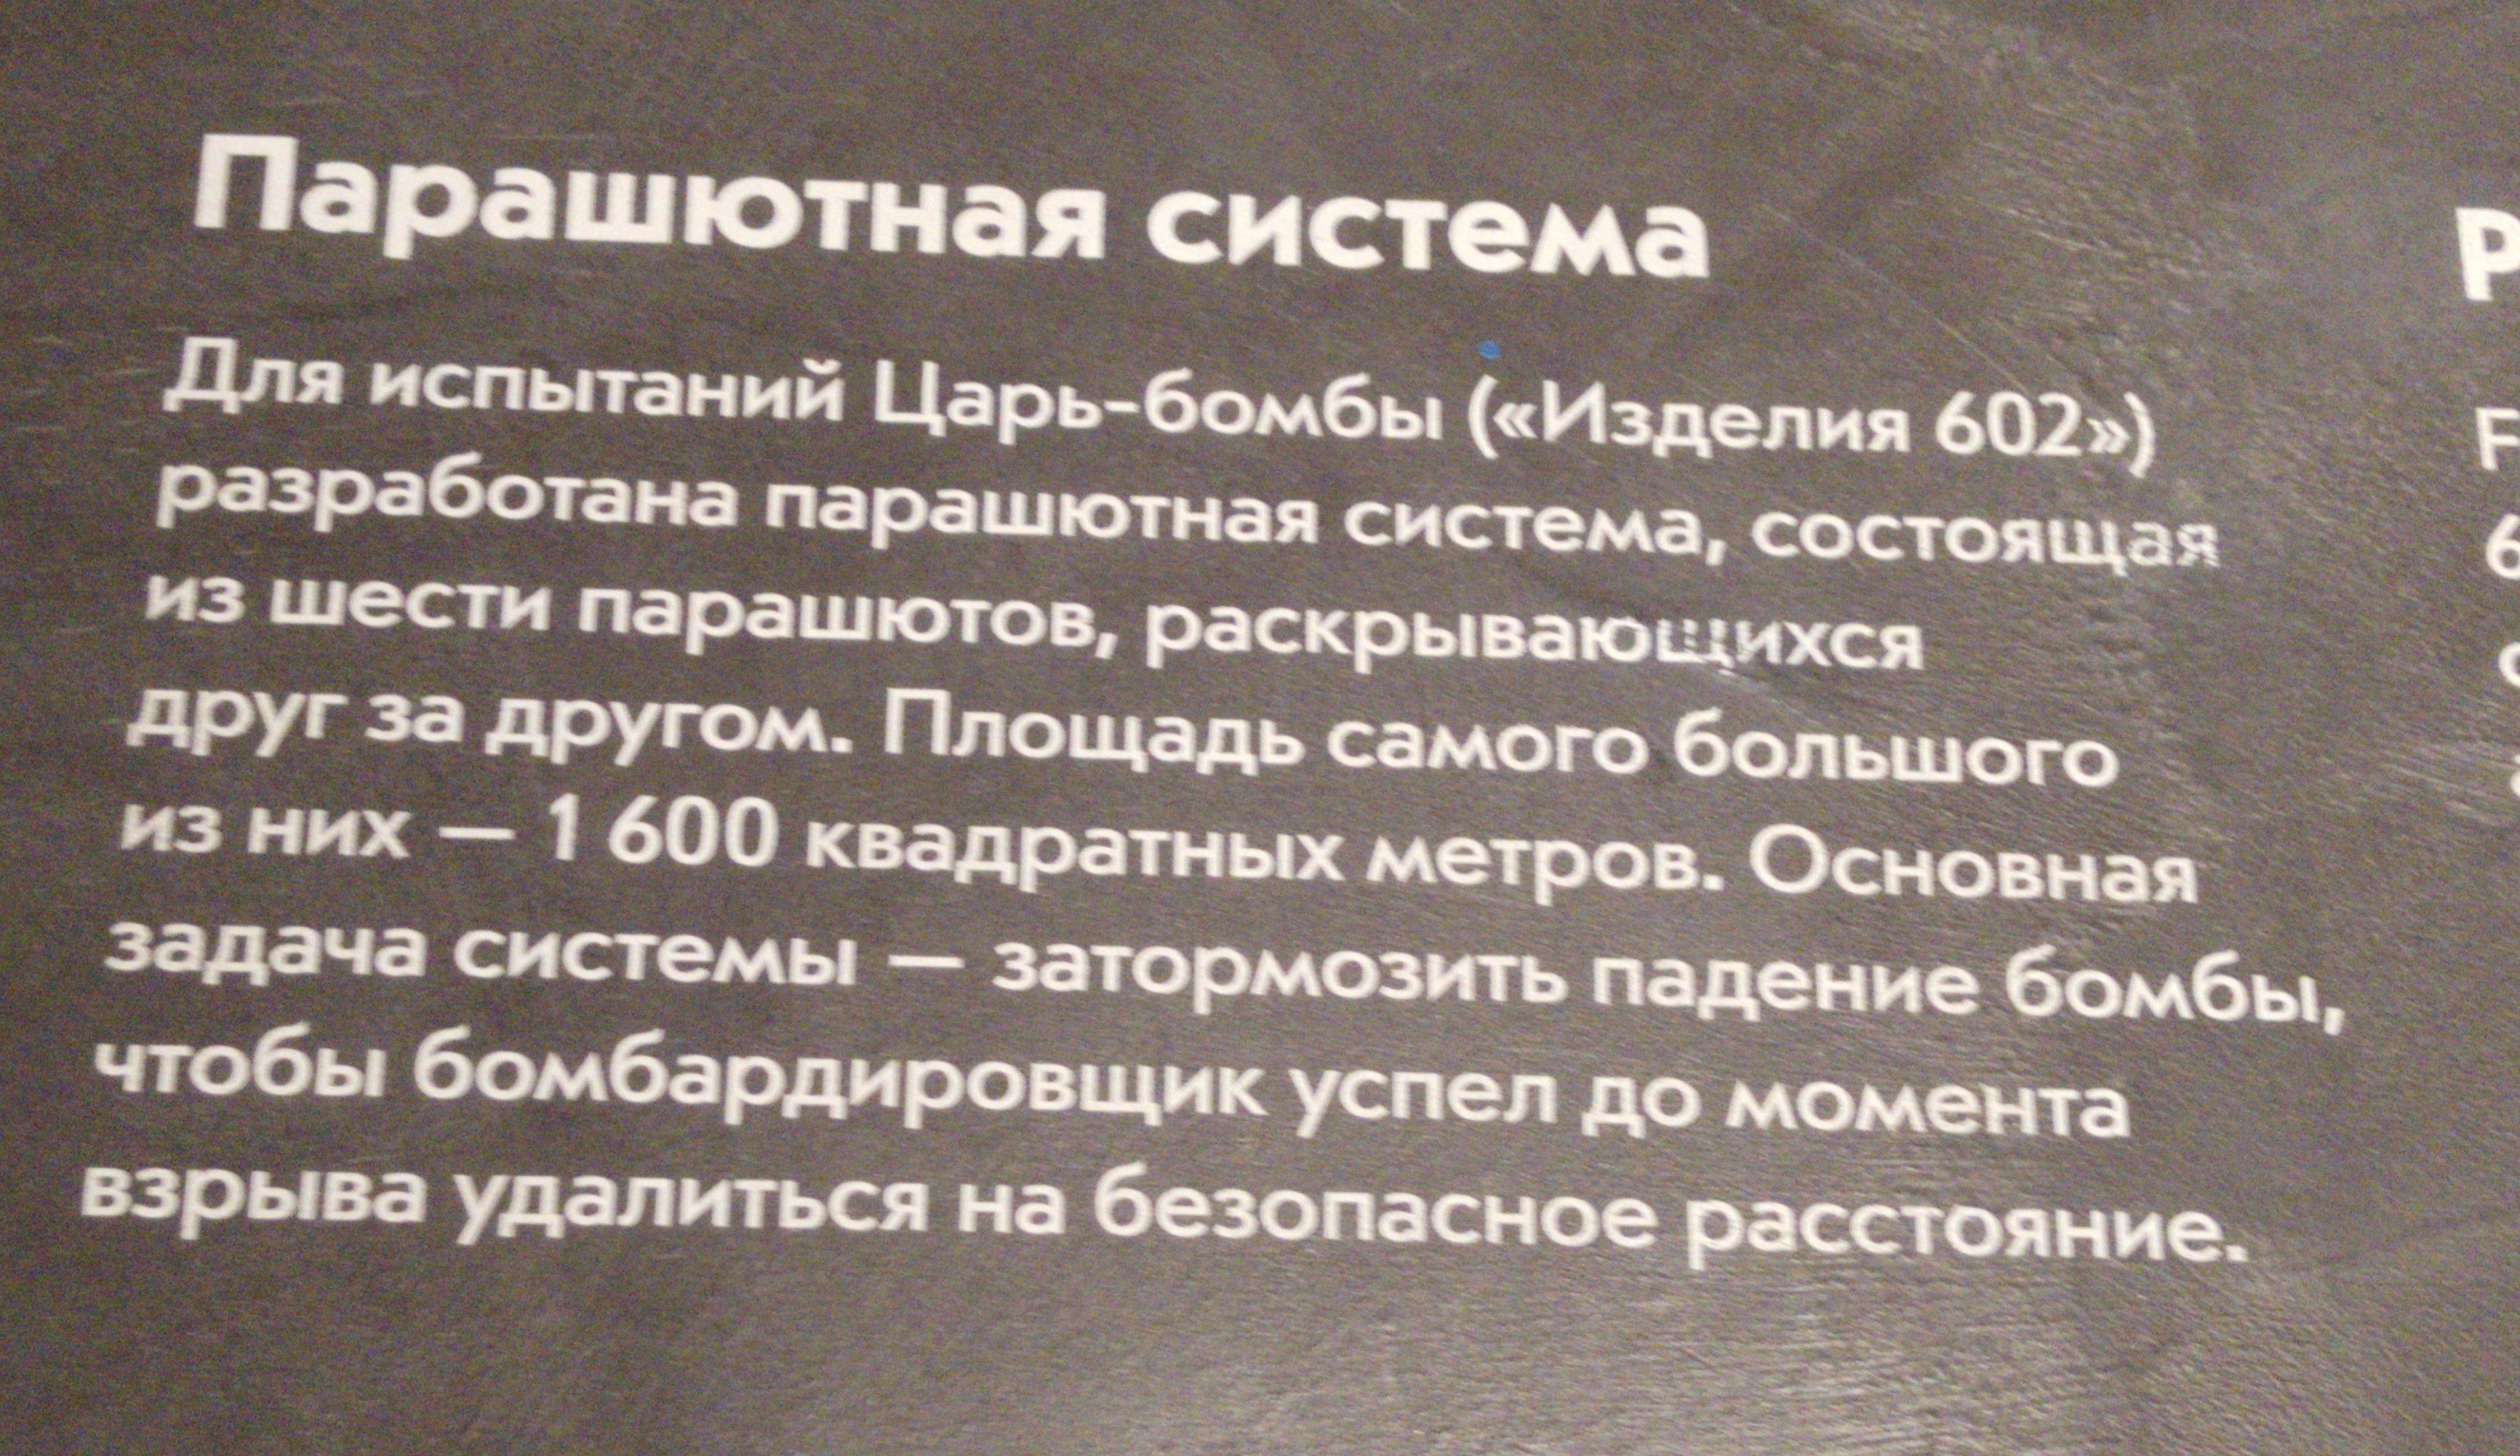 Парашютная система
Для испытаний Царь-бомбы («Изделия 602»)
разработана парашютная система, состоящая
из шести парашютов, раскрывающихся
друг за другом. Площадь самого большого
из них — 1 600 квадратных метров. Основная
задача системы — затормозить падение бомбы,
чтобы бомбардировщик успел до момента
взрыва удалиться на безопасное расстояние.